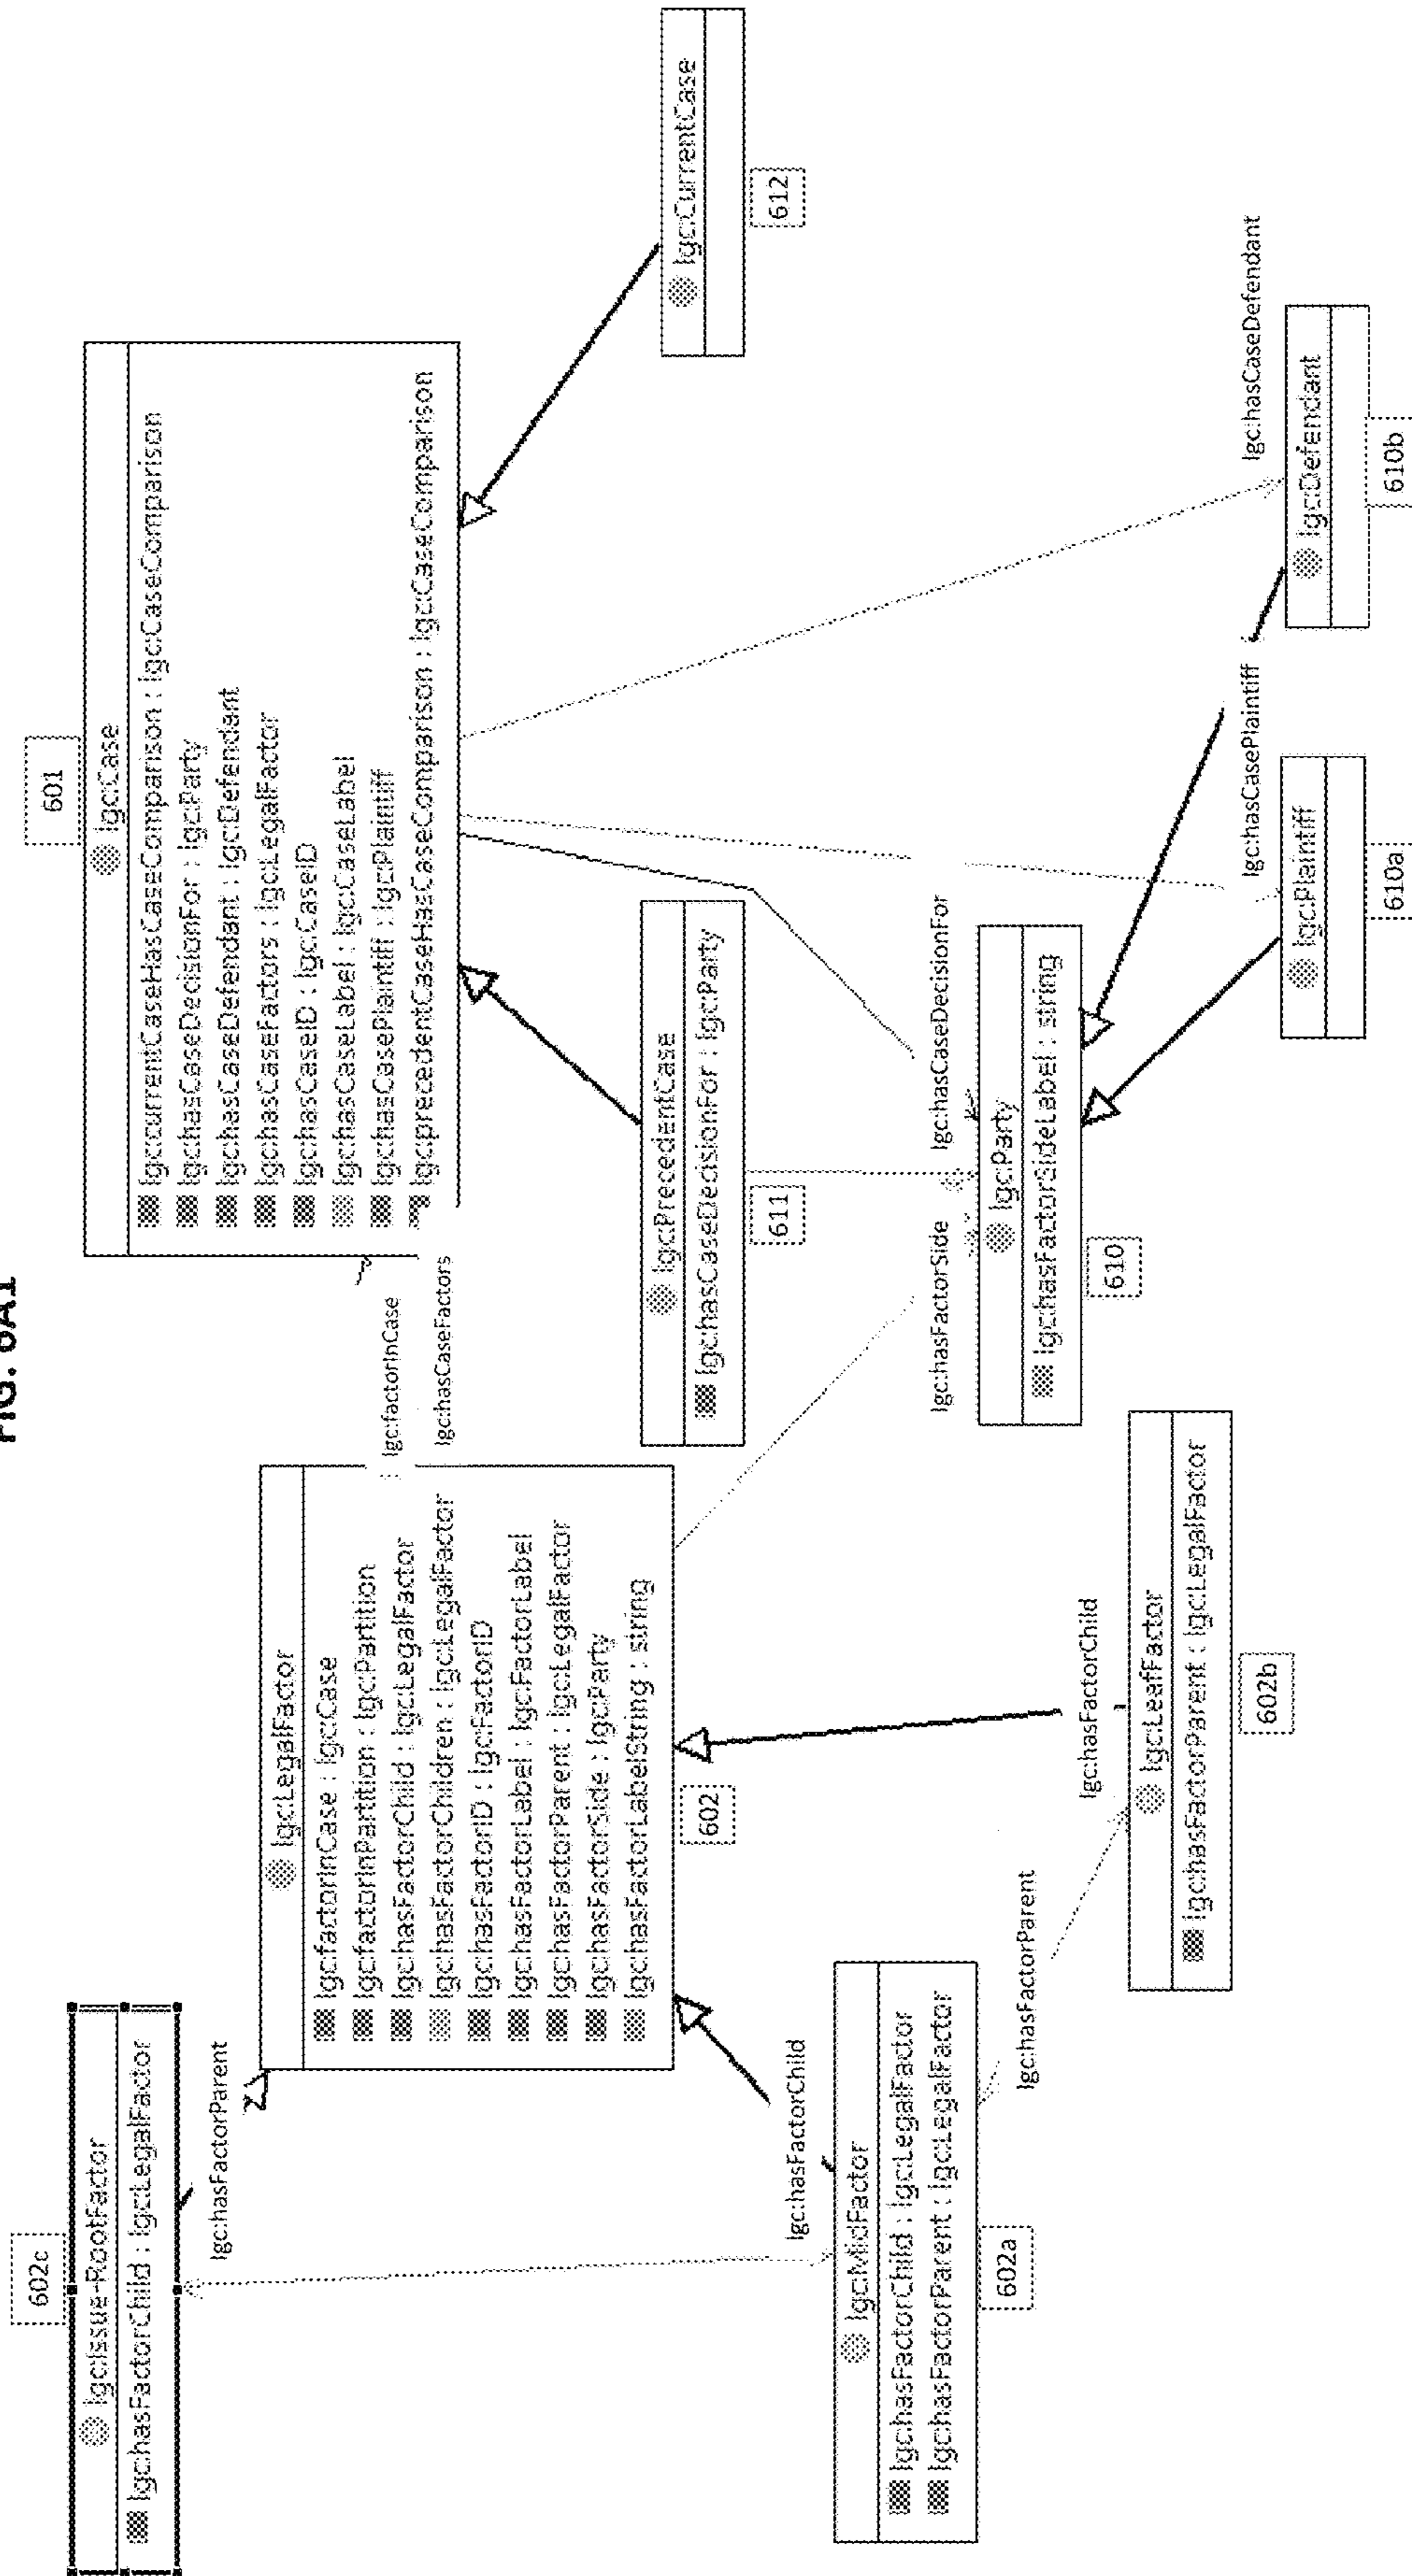 FIG. 6A1
602c
lgc:Issue-RootFactor
lgc:hasFactorChild : lgc:LegalFactor
lgc:hasFactorParent
lgc:LegalFactor
lgc:factorInCase : lgc:Case
lgc:factorInPartition : lgc:Partition
lgc:hasFactorChild : lgc:LegalFactor
lgc:hasFactorChildren : lgc:LegalFactor
lgc:hasFactorID : lgc:FactorID
lgc:hasFactorLabel : lgc:FactorLabel
lgc:hasFactorParent : lgc:LegalFactor
lgc:hasFactorSide : lgc:Party
lgc:hasFactorLabelString : string
602
lgc:factorInCase
lgc:hasCaseFactors
601
lgc:Case
lgc:currentCaseHasCaseComparison : lgc:CaseComparison
lgc:hasCaseDecisionFor : lgc:Party
lgc:hasCaseDefendant : lgc:Defendant
lgc:hasCaseFactors : lgc:LegalFactor
lgc:hasCaseID : lgc:CaseID
lgc:hasCaseLabel : lgc:CaseLabel
lgc:hasCasePlaintiff : lgc:Plaintiff
lgc:precedentCaseHasCaseComparison : lgc:CaseComparison
lgc:PrecedentCase
lgc:hasCaseDecisionFor : lgc:Party
611
lgc:CurrentCase
612
lgc:hasFactorChild
lgc:MidFactor
lgc:hasFactorChild : lgc:LegalFactor
lgc:hasFactorParent : lgc:LegalFactor
602a
lgc:hasFactorParent
lgc:hasFactorChild
lgc:LeafFactor
lgc:hasFactorParent : lgc:LegalFactor
602b
lgc:hasFactorSide
lgc:hasCaseDecisionFor
lgc:Party
lgc:hasFactorSideLabel : string
610
lgc:hasCasePlaintiff
lgc:Plaintiff
610a
lgc:hasCaseDefendant
lgc:Defendant
610b